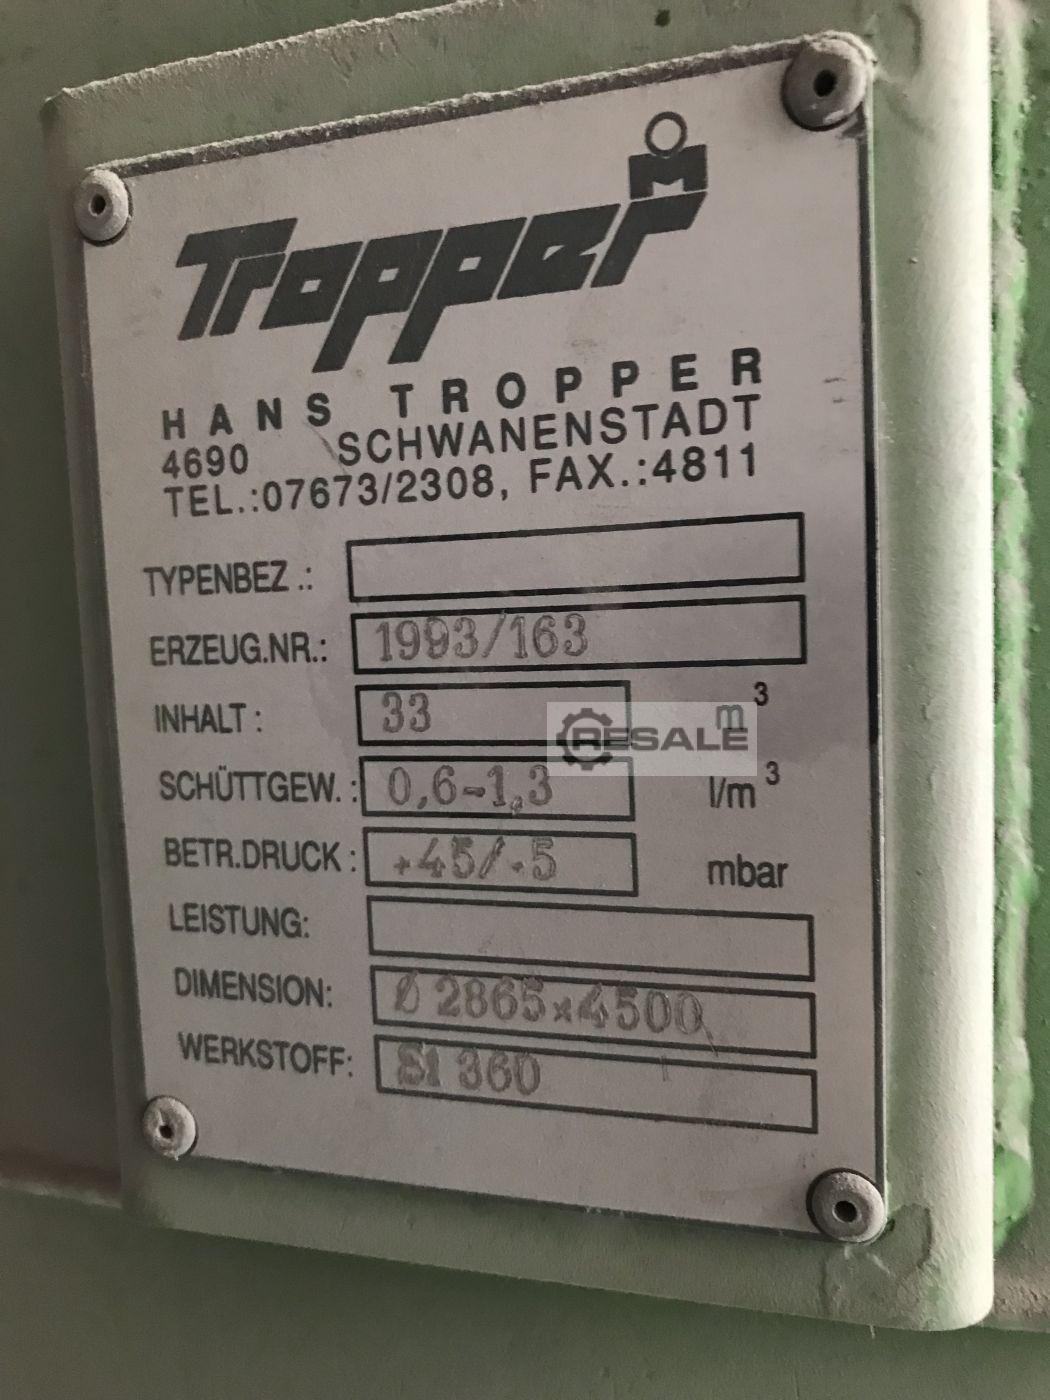 Tropper
M
HANS TROPPER
4690 SCHWANENSTADT
TEL.:07673/2308, FAX.:4811
TYPENBEZ.:
ERZEUG.NR.: 1993/163
INHALT: 33 m³
RESALE
SCHÜTTGEW.: 0,6-1,3 l/m³
BETR.DRUCK: +45/-5 mbar
LEISTUNG:
DIMENSION: Ø 2865x4500
WERKSTOFF: St 360